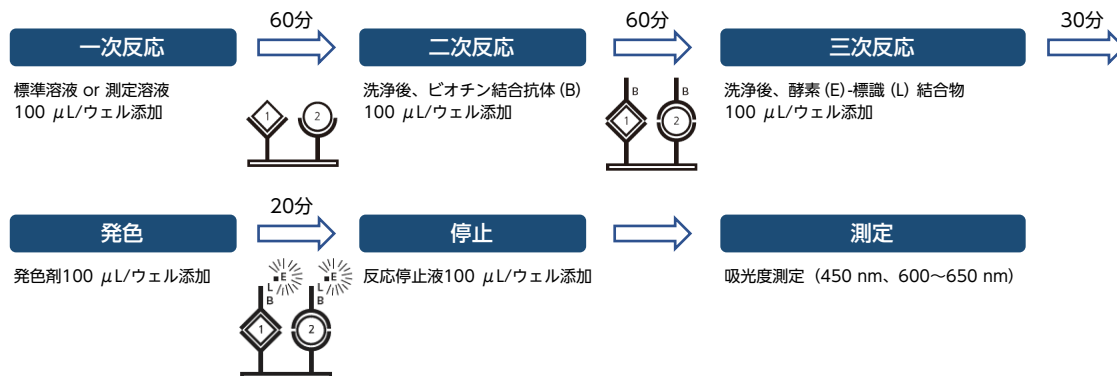 60分
60分
30分
一次反応
二次反応
三次反応
標準溶液 or 測定溶液
100 μL/ウェル添加
洗浄後、ビオチン結合抗体 (B)
100 μL/ウェル添加
洗浄後、酵素 (E)-標識 (L) 結合物
100 μL/ウェル添加
1
2
B
B
1
2
20分
発色
停止
測定
発色剤100 μL/ウェル添加
反応停止液100 μL/ウェル添加
吸光度測定（450 nm、600～650 nm）
E
E
L
L
B
B
1
2